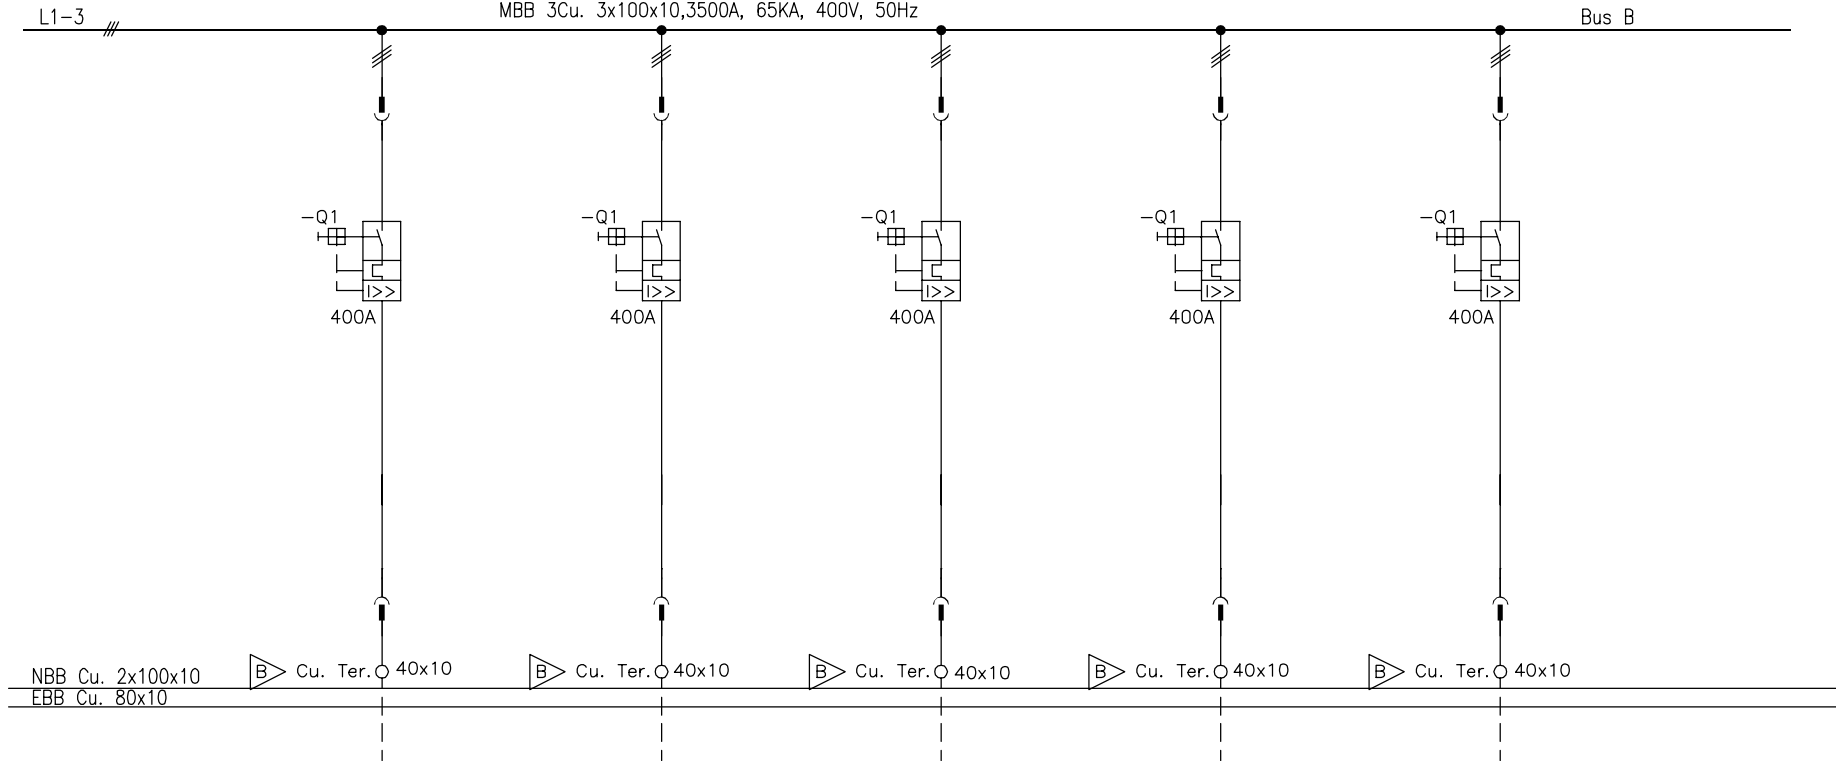 L1-3 MBB 3Cu. 3x100x10,3500A, 65KA, 400V, 50Hz Bus B
-Q1 -Q1 -Q1 -Q1 -Q1
I>> I>> I>> I>> I>>
400A 400A 400A 400A 400A
NBB Cu. 2x100x10 B Cu. Ter. 40x10 B Cu. Ter. 40x10 B Cu. Ter. 40x10 B Cu. Ter. 40x10 B Cu. Ter. 40x10
EBB Cu. 80x10